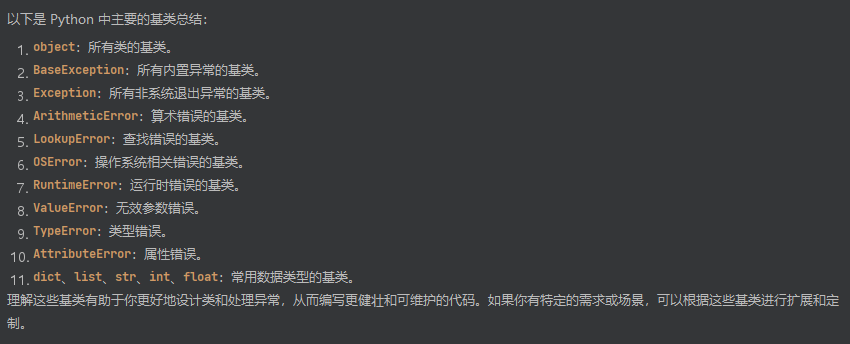 以下是 Python 中主要的基类总结：
1. object：所有类的基类。
2. BaseException：所有内置异常的基类。
3. Exception：所有非系统退出异常的基类。
4. ArithmeticError：算术错误的基类。
5. LookupError：查找错误的基类。
6. OSError：操作系统相关错误的基类。
7. RuntimeError：运行时错误的基类。
8. ValueError：无效参数错误。
9. TypeError：类型错误。
10. AttributeError：属性错误。
11. dict、list、str、int、float：常用数据类型的基类。
理解这些基类有助于你更好地设计类和处理异常，从而编写更健壮和可维护的代码。如果你有特定的需求或场景，可以根据这些基类进行扩展和定
制。